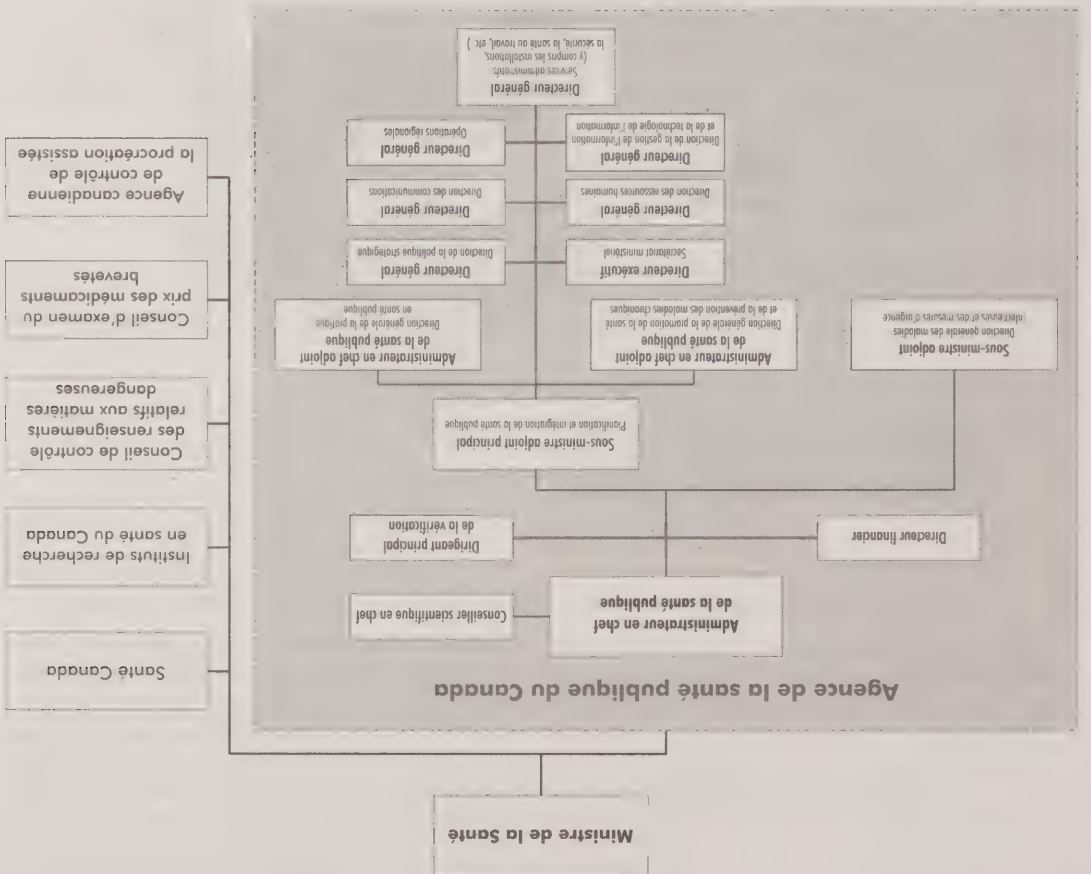 Ministre de la Santé
Agence de la santé publique du Canada
Administrateur en chef
de la santé publique
Conseiller scientifique en chef
Directeur financier
Dirigeant principal
de la vérification
Sous-ministre adjoint principal
Planification et intégration de la santé publique
Sous-ministre adjoint
Direction générale des maladies
infectieuses et des mesures d'urgence
Administrateur en chef adjoint
de la santé publique
Direction générale de la promotion de la santé
et de la prévention des maladies chroniques
Administrateur en chef adjoint
de la santé publique
Direction générale de la pratique
en santé publique
Directeur exécutif
Secrétariat ministériel
Directeur général
Direction de la politique stratégique
Directeur général
Direction des ressources humaines
Directeur général
Direction des communications
Directeur général
Direction de la gestion de l'information
et de la technologie de l'information
Directeur général
Opérations régionales
Directeur général
Services administratifs
(y compris les installations,
la sécurité, la santé au travail, etc )
Santé Canada
Instituts de recherche
en santé du Canada
Conseil de contrôle
des renseignements
relatifs aux matières
dangereuses
Conseil d'examen du
prix des médicaments
brevetés
Agence canadienne
de contrôle de
la procréation assistée